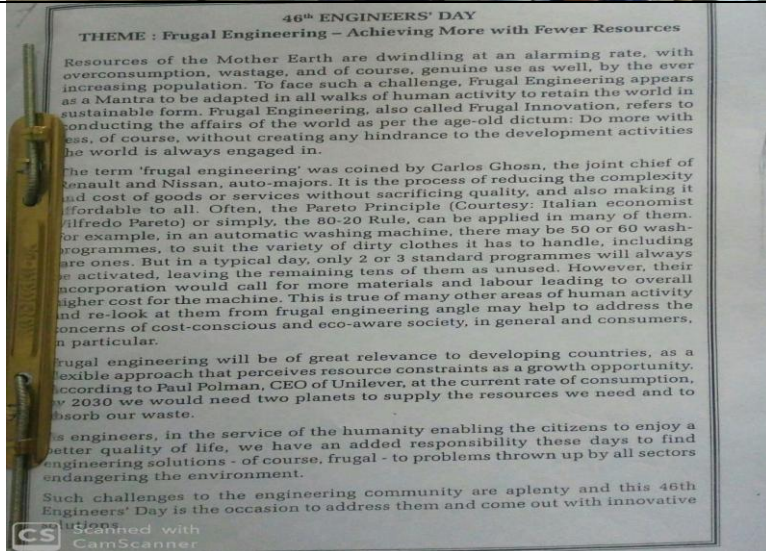 46th ENGINEERS' DAY
THEME : Frugal Engineering – Achieving More with Fewer Resources
Resources of the Mother Earth are dwindling at an alarming rate, with
overconsumption, wastage, and of course, genuine use as well, by the ever
increasing population. To face such a challenge, Frugal Engineering appears
as a Mantra to be adapted in all walks of human activity to retain the world in
sustainable form. Frugal Engineering, also called Frugal Innovation, refers to
conducting the affairs of the world as per the age-old dictum: Do more with
ess, of course, without creating any hindrance to the development activities
he world is always engaged in.
The term 'frugal engineering' was coined by Carlos Ghosn, the joint chief of
Renault and Nissan, auto-majors. It is the process of reducing the complexity
and cost of goods or services without sacrificing quality, and also making it
ffordable to all. Often, the Pareto Principle (Courtesy: Italian economist
Vilfredo Pareto) or simply, the 80-20 Rule, can be applied in many of them.
or example, in an automatic washing machine, there may be 50 or 60 wash-
rogrammes, to suit the variety of dirty clothes it has to handle, including
are ones. But in a typical day, only 2 or 3 standard programmes will always
e activated, leaving the remaining tens of them as unused. However, their
ncorporation would call for more materials and labour leading to overall
igher cost for the machine. This is true of many other areas of human activity
nd re-look at them from frugal engineering angle may help to address the
oncerns of cost-conscious and eco-aware society, in general and consumers,
n particular.
rugal engineering will be of great relevance to developing countries, as a
lexible approach that perceives resource constraints as a growth opportunity.
ccording to Paul Polman, CEO of Unilever, at the current rate of consumption,
y 2030 we would need two planets to supply the resources we need and to
bsorb our waste.
s engineers, in the service of the humanity enabling the citizens to enjoy a
etter quality of life, we have an added responsibility these days to find
engineering solutions - of course, frugal - to problems thrown up by all sectors
endangering the environment.
Such challenges to the engineering community are aplenty and this 46th
Engineers' Day is the occasion to address them and come out with innovative
solutions.
CS Scanned with
CamScanner